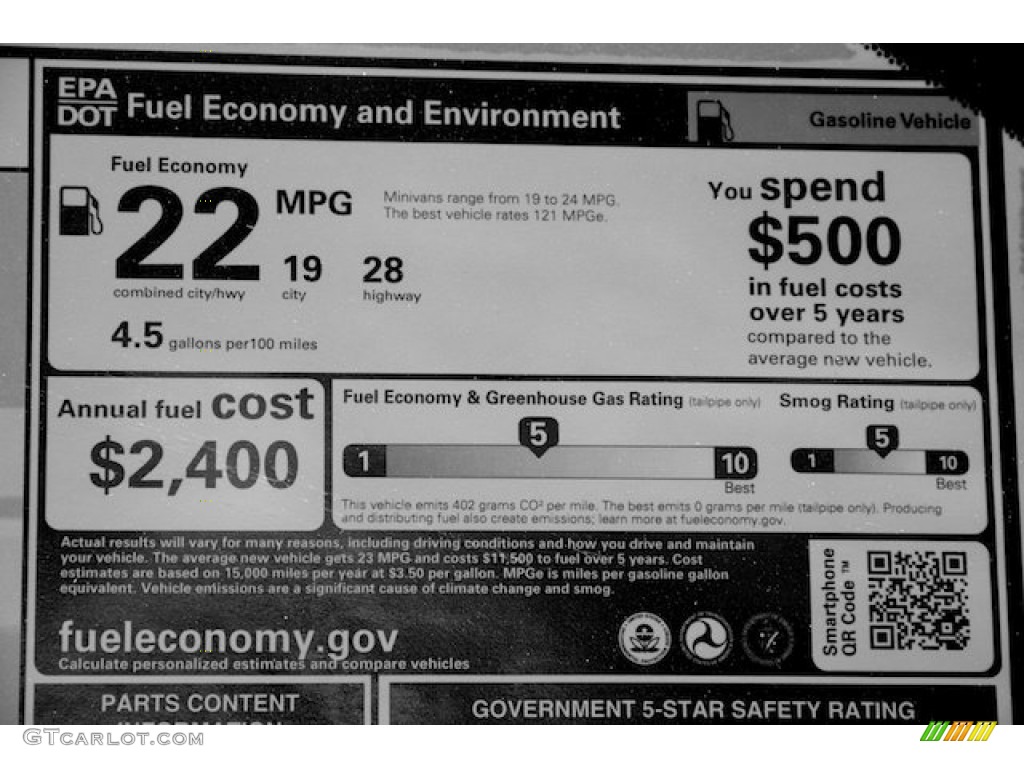 EPA
DOT
Fuel Economy and Environment
Gasoline Vehicle
Fuel Economy
22 MPG
combined city/hwy
19
city
28
highway
4.5 gallons per100 miles
Minivans range from 19 to 24 MPG.
The best vehicle rates 121 MPGe.
You spend
$500
in fuel costs
over 5 years
compared to the
average new vehicle.
Annual fuel cost
$2,400
Fuel Economy & Greenhouse Gas Rating (tailpipe only)
5
1
10
Best
Smog Rating (tailpipe only)
5
1
10
Best
This vehicle emits 402 grams CO² per mile. The best emits 0 grams per mile (tailpipe only). Producing
and distributing fuel also create emissions; learn more at fueleconomy.gov.
Actual results will vary for many reasons, including driving conditions and how you drive and maintain
your vehicle. The average new vehicle gets 23 MPG and costs $11,500 to fuel over 5 years. Cost
estimates are based on 15,000 miles per year at $3.50 per gallon. MPGe is miles per gasoline gallon
equivalent. Vehicle emissions are a significant cause of climate change and smog.
fueleconomy.gov
Calculate personalized estimates and compare vehicles
Smartphone
QR Code™
PARTS CONTENT
INFORMATION
GOVERNMENT 5-STAR SAFETY RATING
GTcarlot.com